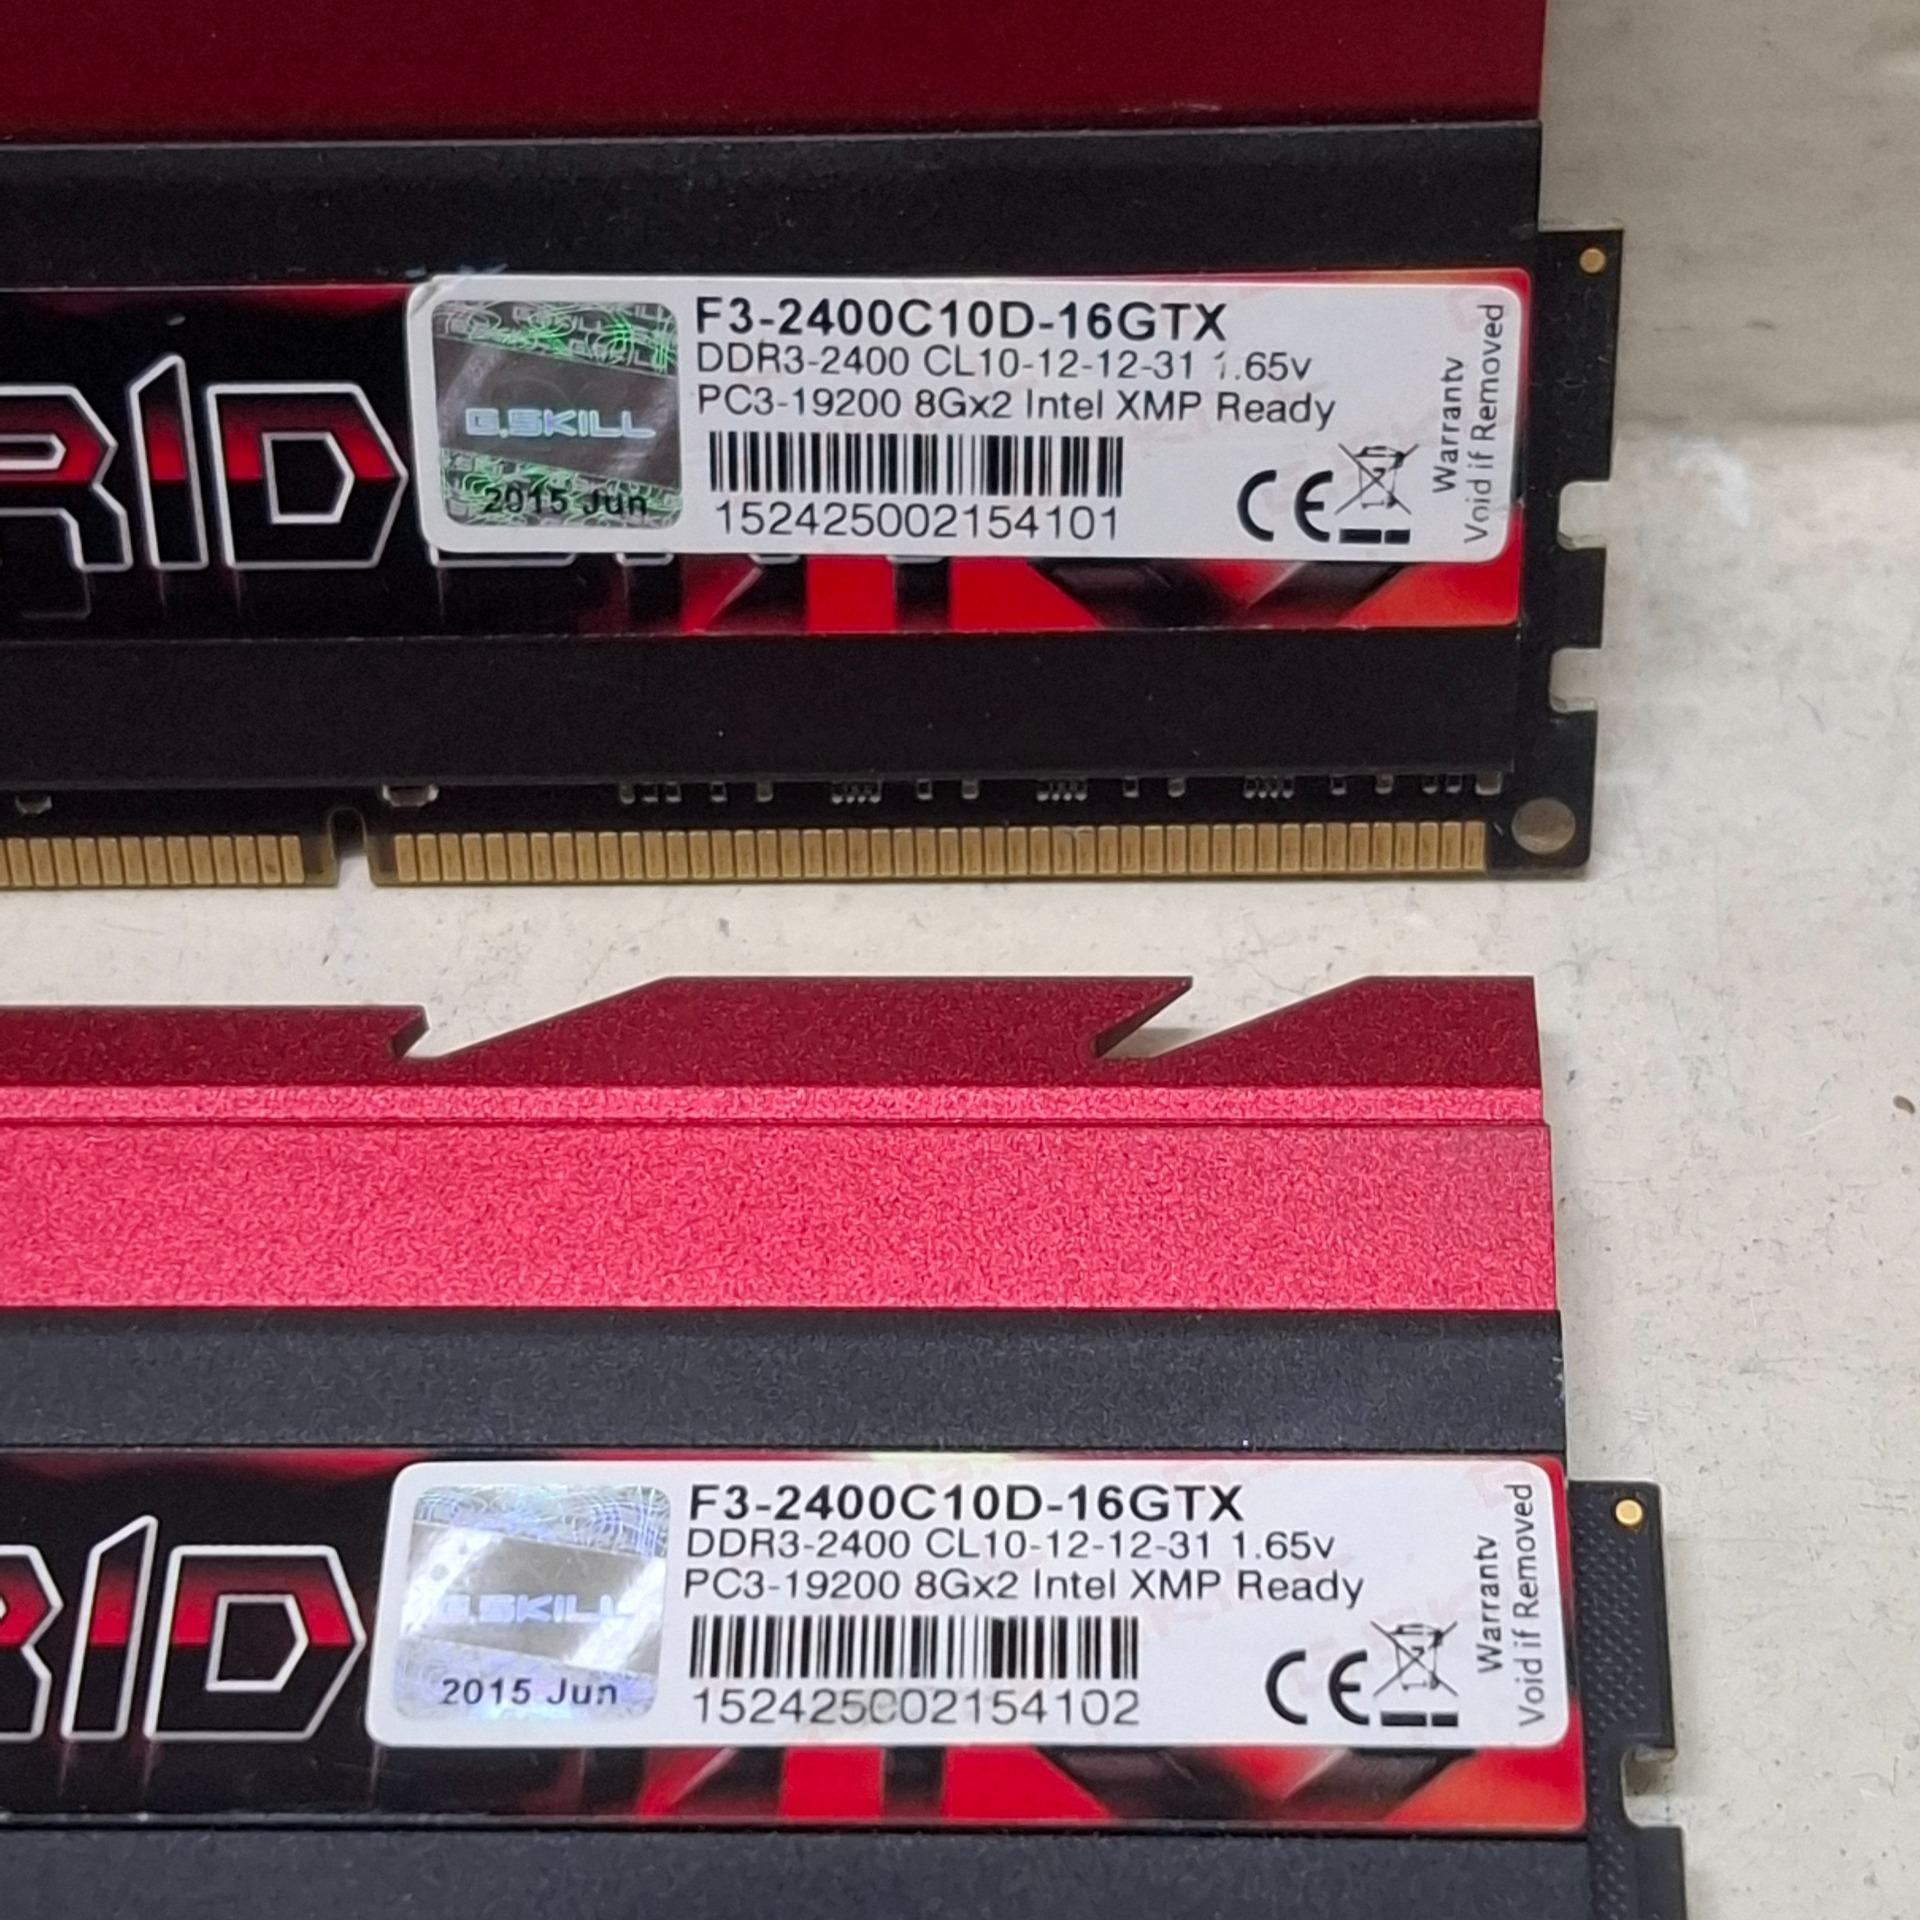 RID
G.SKILL
2015 Jun
F3-2400C10D-16GTX
DDR3-2400 CL10-12-12-31 1.65v
PC3-19200 8Gx2 Intel XMP Ready
152425002154101
CE
Warranty
Void if Removed
RID
G.SKILL
2015 Jun
F3-2400C10D-16GTX
DDR3-2400 CL10-12-12-31 1.65v
PC3-19200 8Gx2 Intel XMP Ready
152425002154102
CE
Warranty
Void if Removed